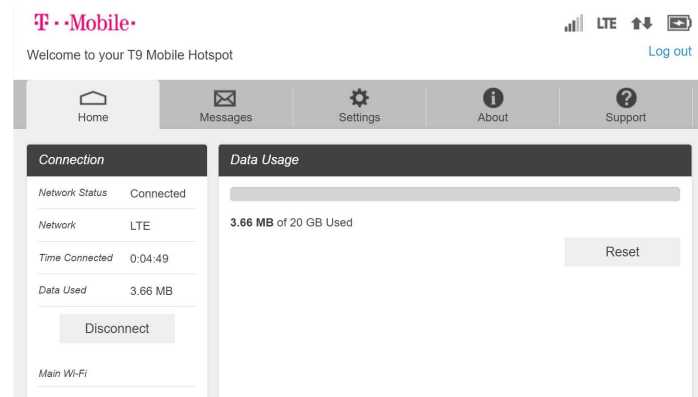 T··Mobile·
LTE
Welcome to your T9 Mobile Hotspot
Log out
Home
Messages
Settings
About
Support
Connection
Network Status Connected
Network LTE
Time Connected 0:04:49
Data Used 3.66 MB
Disconnect
Main Wi-Fi
Data Usage
3.66 MB of 20 GB Used
Reset